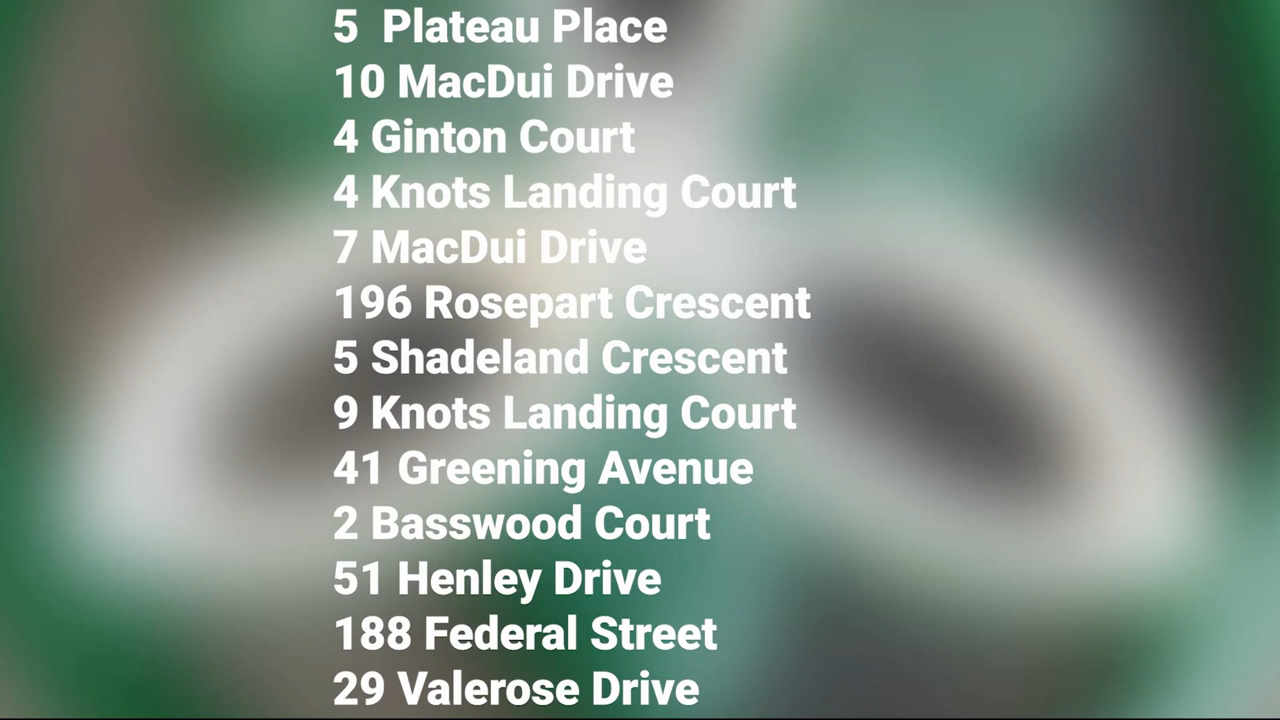 5  Plateau Place
10 MacDui Drive
4 Ginton Court
4 Knots Landing Court
7 MacDui Drive
196 Rosepart Crescent
5 Shadeland Crescent
9 Knots Landing Court
41 Greening Avenue
2 Basswood Court
51 Henley Drive
188 Federal Street
29 Valerose Drive